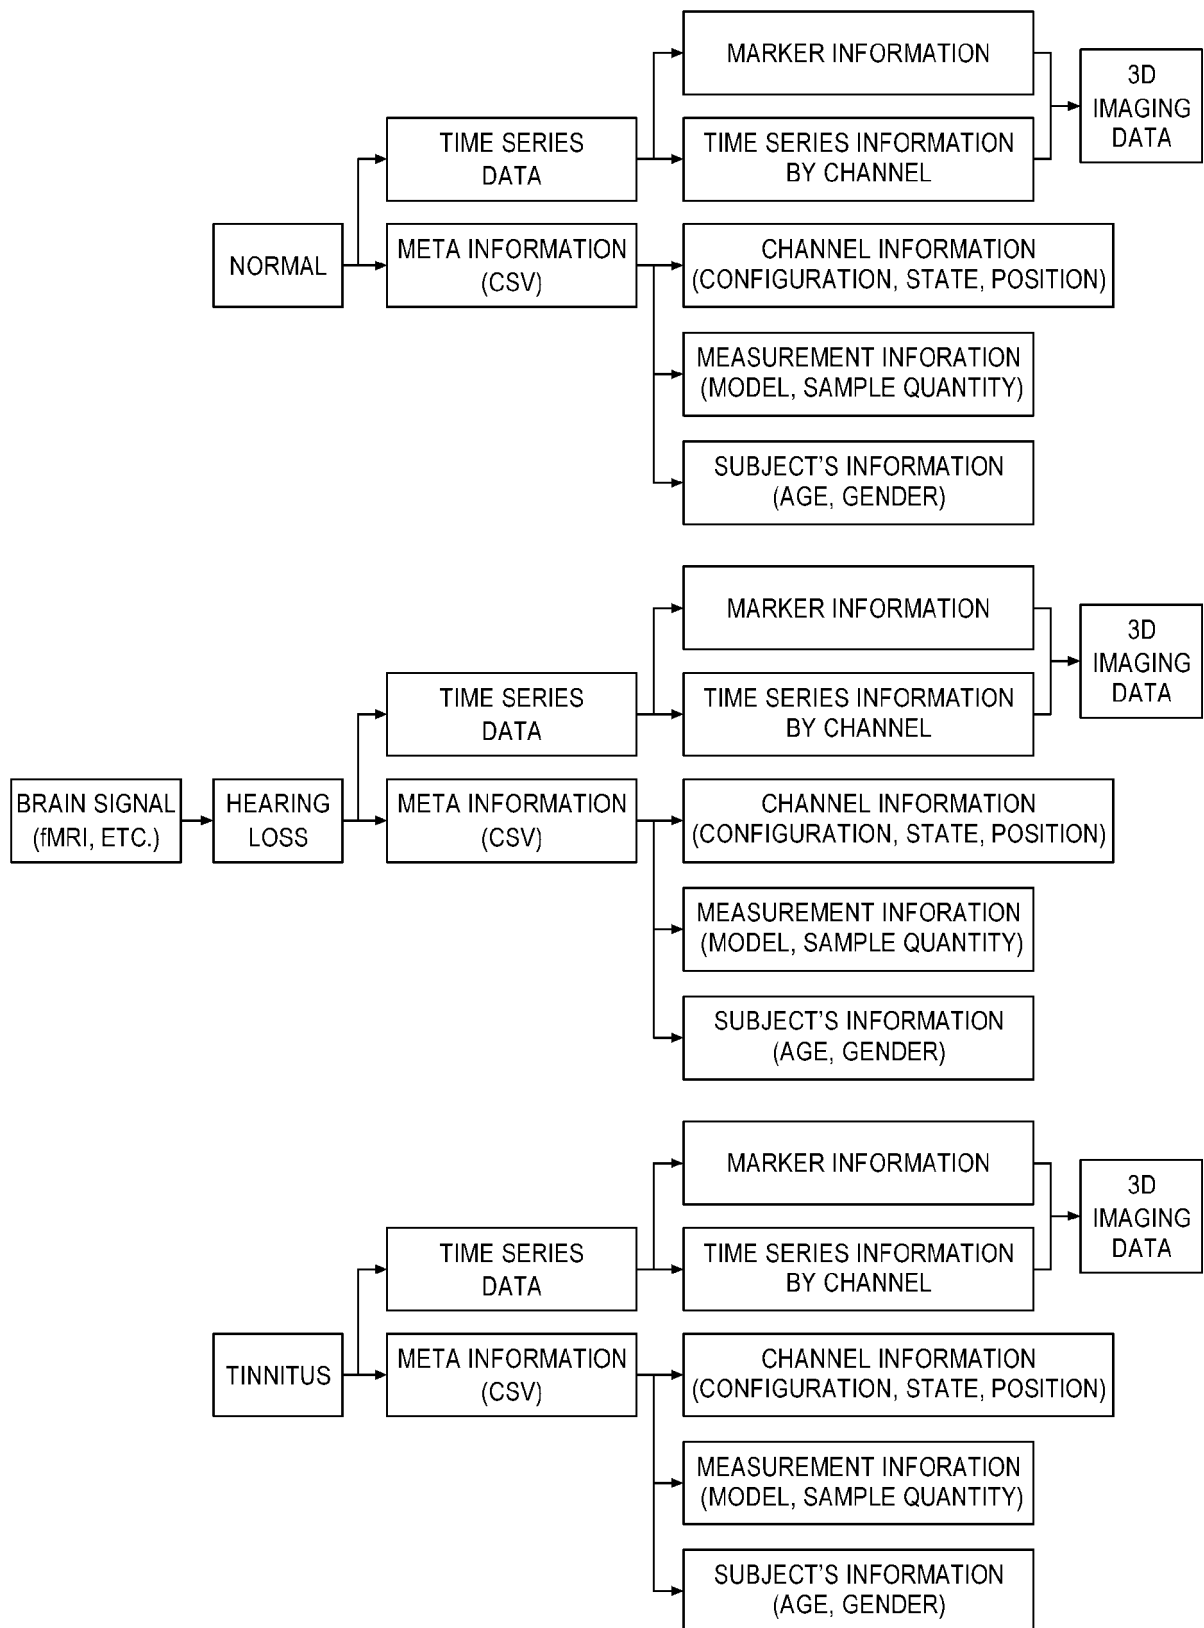 MARKER INFORMATION
3D
IMAGING
DATA
TIME SERIES
DATA
TIME SERIES INFORMATION
BY CHANNEL
NORMAL
META INFORMATION
(CSV)
CHANNEL INFORMATION
(CONFIGURATION, STATE, POSITION)
MEASUREMENT INFORATION
(MODEL, SAMPLE QUANTITY)
SUBJECT'S INFORMATION
(AGE, GENDER)
MARKER INFORMATION
3D
IMAGING
DATA
TIME SERIES
DATA
TIME SERIES INFORMATION
BY CHANNEL
BRAIN SIGNAL
(fMRI, ETC.)
HEARING
LOSS
META INFORMATION
(CSV)
CHANNEL INFORMATION
(CONFIGURATION, STATE, POSITION)
MEASUREMENT INFORATION
(MODEL, SAMPLE QUANTITY)
SUBJECT'S INFORMATION
(AGE, GENDER)
MARKER INFORMATION
3D
IMAGING
DATA
TIME SERIES
DATA
TIME SERIES INFORMATION
BY CHANNEL
TINNITUS
META INFORMATION
(CSV)
CHANNEL INFORMATION
(CONFIGURATION, STATE, POSITION)
MEASUREMENT INFORATION
(MODEL, SAMPLE QUANTITY)
SUBJECT'S INFORMATION
(AGE, GENDER)